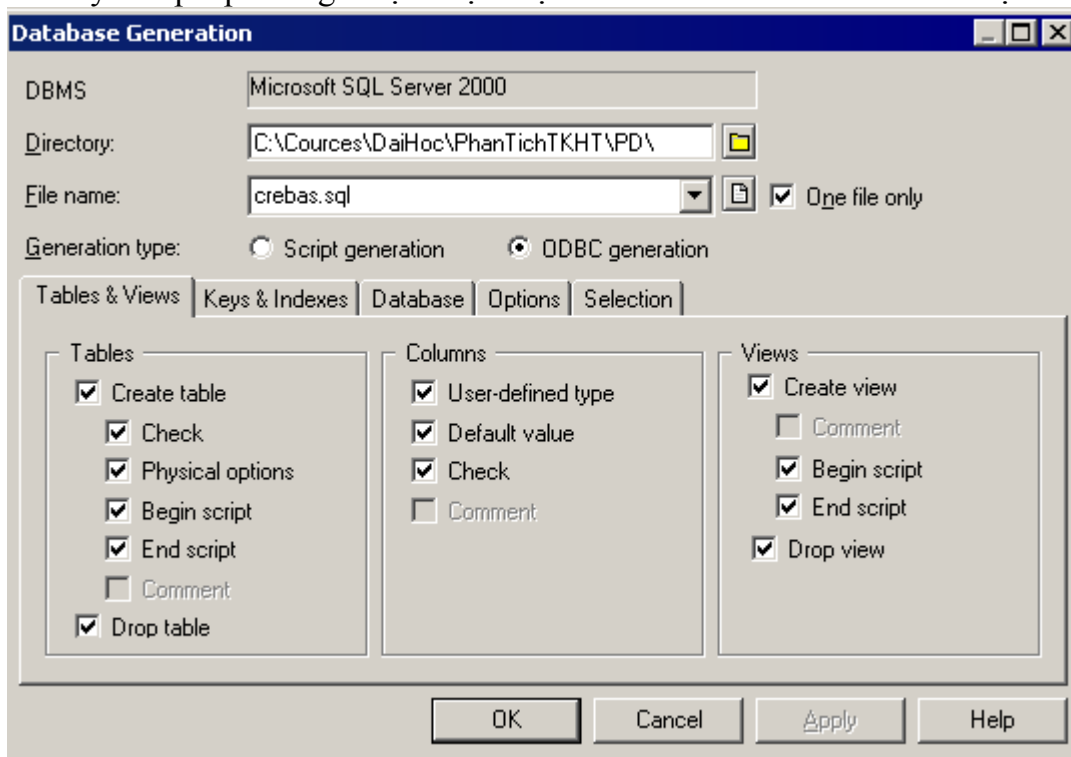 Database Generation
DBMS Microsoft SQL Server 2000
Directory: C:\Cources\DaiHoc\PhanTichTKHT\PD\
File name: crebas.sql One file only
Generation type: Script generation ODBC generation
Tables & Views Keys & Indexes Database Options Selection
Tables Columns Views
Create table User-defined type Create view
Check Default value Comment
Physical options Check Begin script
Begin script Comment End script
End script Drop view
Comment
Drop table
OK Cancel Apply Help